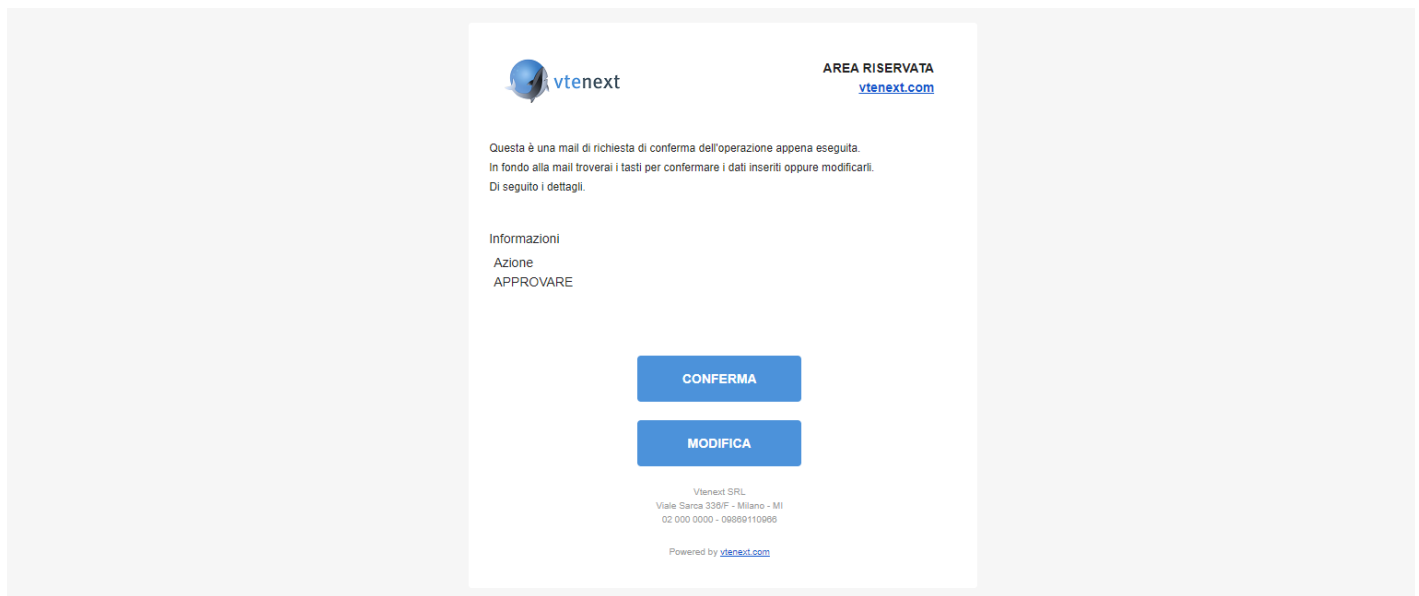 vtenext
AREA RISERVATA
vtenext.com
Questa è una mail di richiesta di conferma dell'operazione appena eseguita.
In fondo alla mail troverai i tasti per confermare i dati inseriti oppure modificarli.
Di seguito i dettagli.
Informazioni
Azione
APPROVARE
CONFERMA
MODIFICA
Vtenext SRL
Viale Sarca 336/F - Milano - MI
02 000 0000 - 09869110966
Powered by vtenext.com